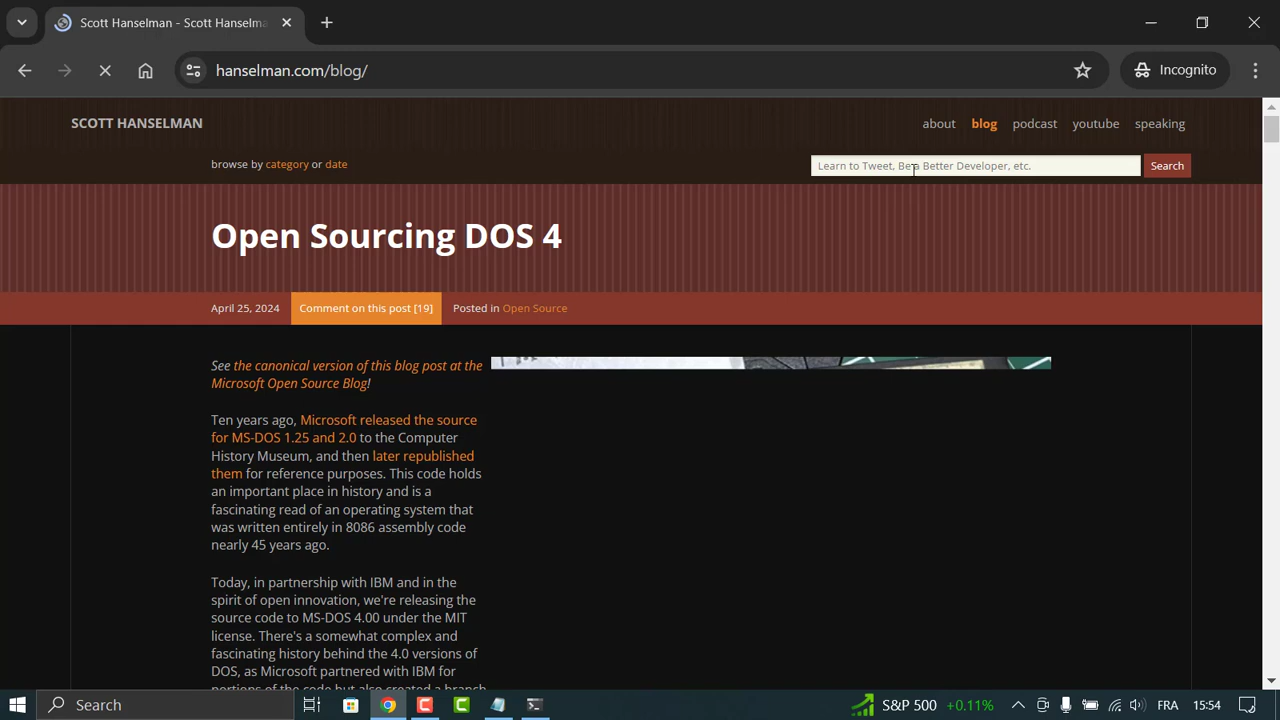 Scott Hanselman - Scott Hanselma
hanselman.com/blog/
Incognito
SCOTT HANSELMAN
about blog podcast youtube speaking
browse by category or date
Learn to Tweet, Be a Better Developer, etc.
Search
Open Sourcing DOS 4
April 25, 2024
Comment on this post [19]
Posted in Open Source
See the canonical version of this blog post at the
Microsoft Open Source Blog!
Ten years ago, Microsoft released the source
for MS-DOS 1.25 and 2.0 to the Computer
History Museum, and then later republished
them for reference purposes. This code holds
an important place in history and is a
fascinating read of an operating system that
was written entirely in 8086 assembly code
nearly 45 years ago.
Today, in partnership with IBM and in the
spirit of open innovation, we're releasing the
source code to MS-DOS 4.00 under the MIT
license. There's a somewhat complex and
fascinating history behind the 4.0 versions of
DOS, as Microsoft partnered with IBM for
portions of the code but also created a branch
Search
S&P 500 +0.11%
FRA
15:54